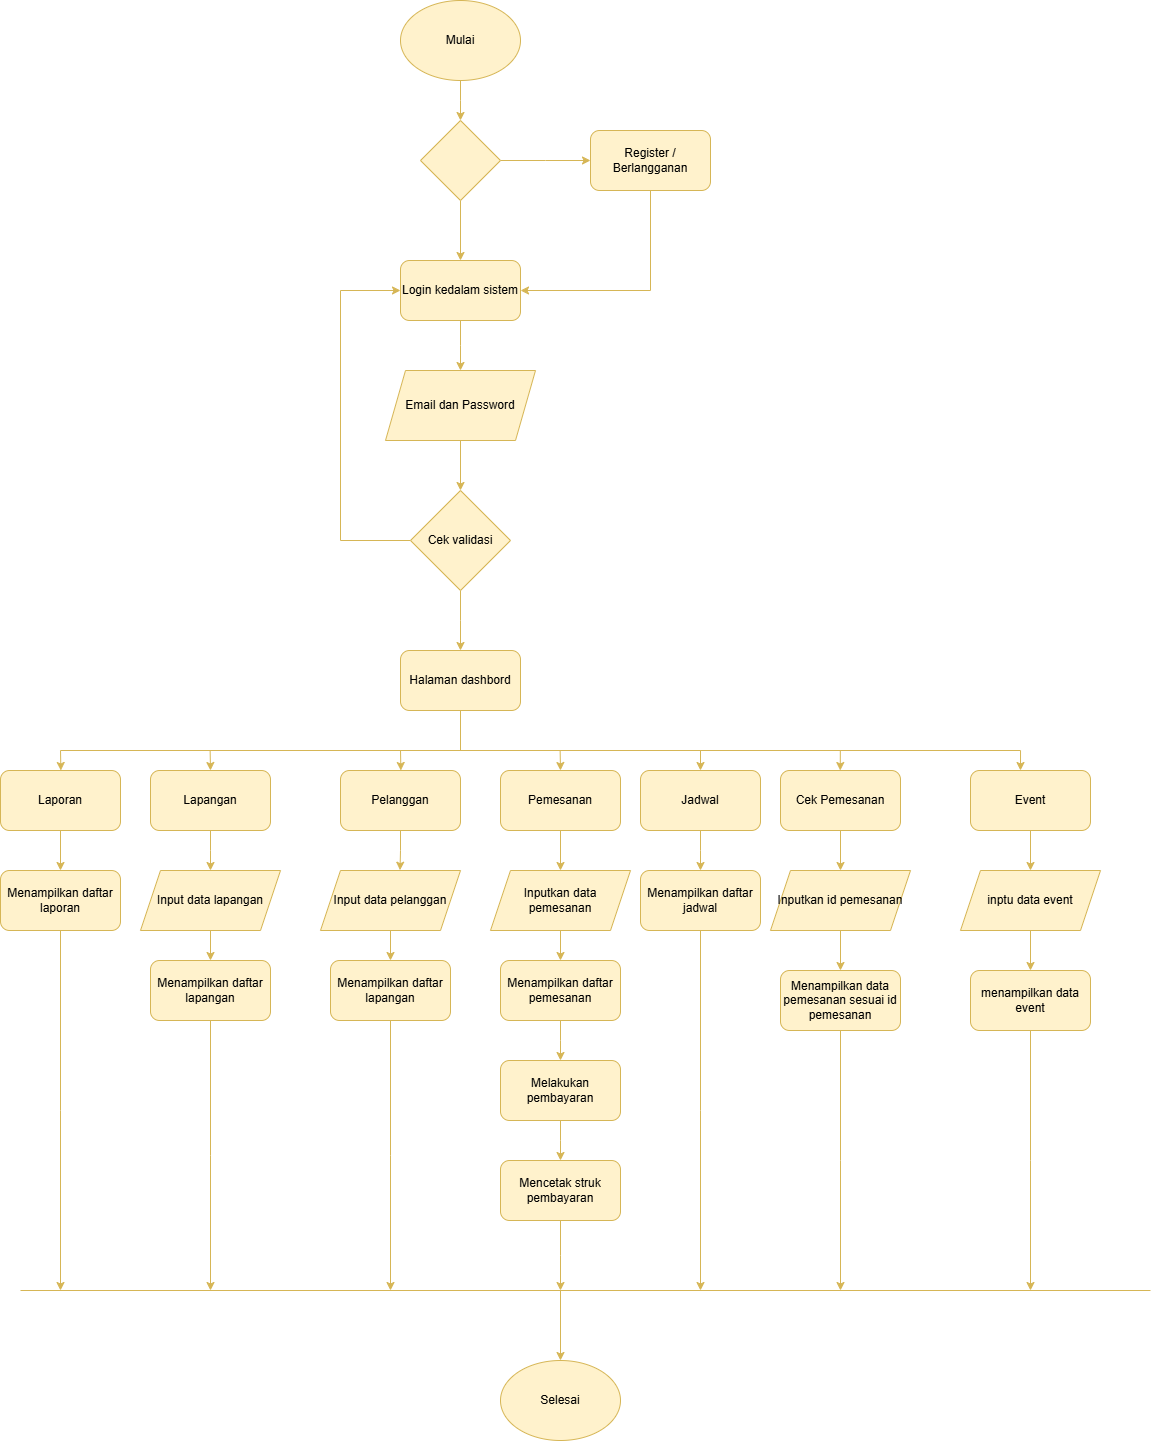 Mulai
Register /
Berlangganan
Login kedalam sistem
Email dan Password
Cek validasi
Halaman dashbord
Laporan
Lapangan
Pelanggan
Pemesanan
Jadwal
Cek Pemesanan
Event
Menampilkan daftar
laporan
Input data lapangan
Input data pelanggan
Inputkan data
pemesanan
Menampilkan daftar
jadwal
Inputkan id pemesanan
inptu data event
Menampilkan daftar
lapangan
Menampilkan daftar
lapangan
Menampilkan daftar
pemesanan
Menampilkan data
pemesanan sesuai id
pemesanan
menampilkan data
event
Melakukan
pembayaran
Mencetak struk
pembayaran
Selesai